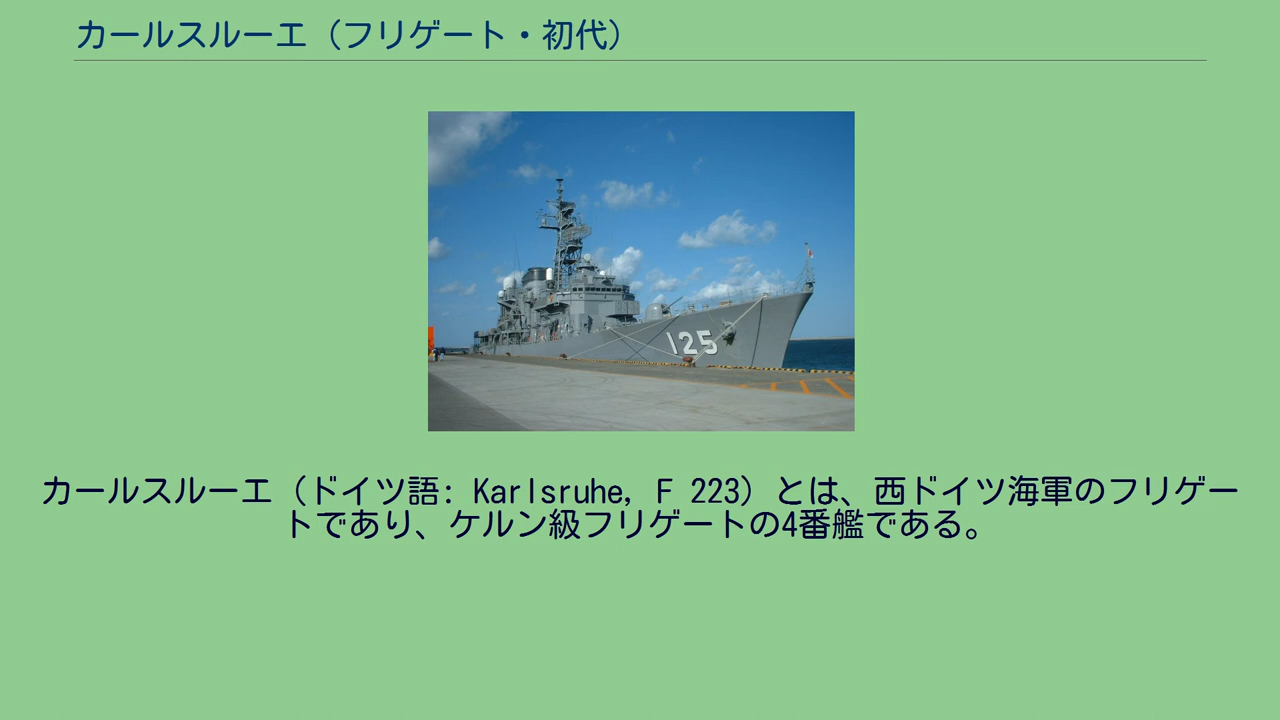 カールスルーエ（フリゲート・初代）
125
カールスルーエ（ドイツ語: Karlsruhe, F 223）とは、西ドイツ海軍のフリゲー
トであり、ケルン級フリゲートの4番艦である。